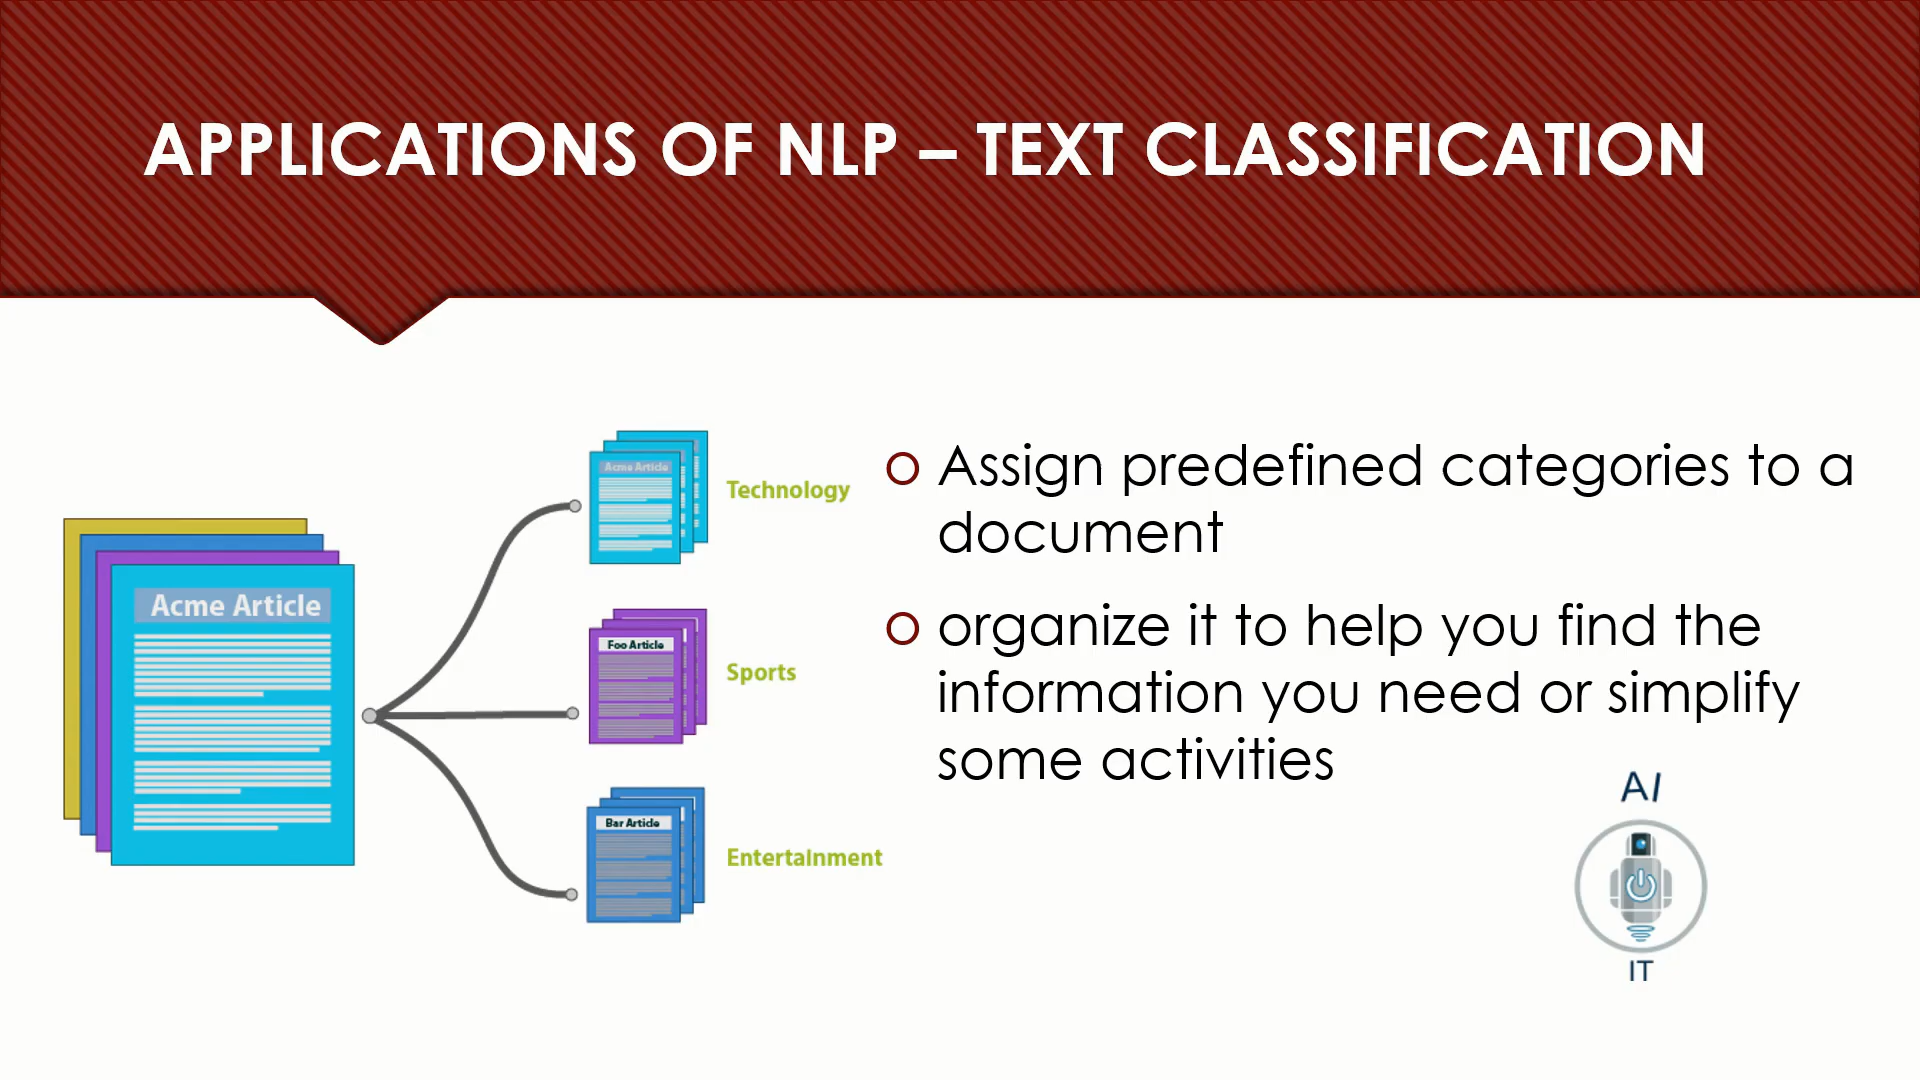 APPLICATIONS OF NLP – TEXT CLASSIFICATION
Acme Article
Acme Article
Technology
Foo Article
Sports
Bar Article
Entertainment
Assign predefined categories to a
document
organize it to help you find the
information you need or simplify
some activities
AI
IT